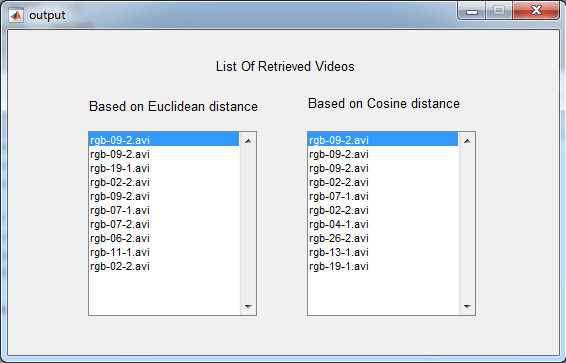 output
List Of Retrieved Videos
Based on Euclidean distance
rgb-09-2.avi
rgb-09-2.avi
rgb-19-1.avi
rgb-02-2.avi
rgb-09-2.avi
rgb-07-1.avi
rgb-07-2.avi
rgb-06-2.avi
rgb-11-1.avi
rgb-02-2.avi
Based on Cosine distance
rgb-09-2.avi
rgb-09-2.avi
rgb-09-2.avi
rgb-02-2.avi
rgb-07-1.avi
rgb-02-2.avi
rgb-04-1.avi
rgb-26-2.avi
rgb-13-1.avi
rgb-19-1.avi